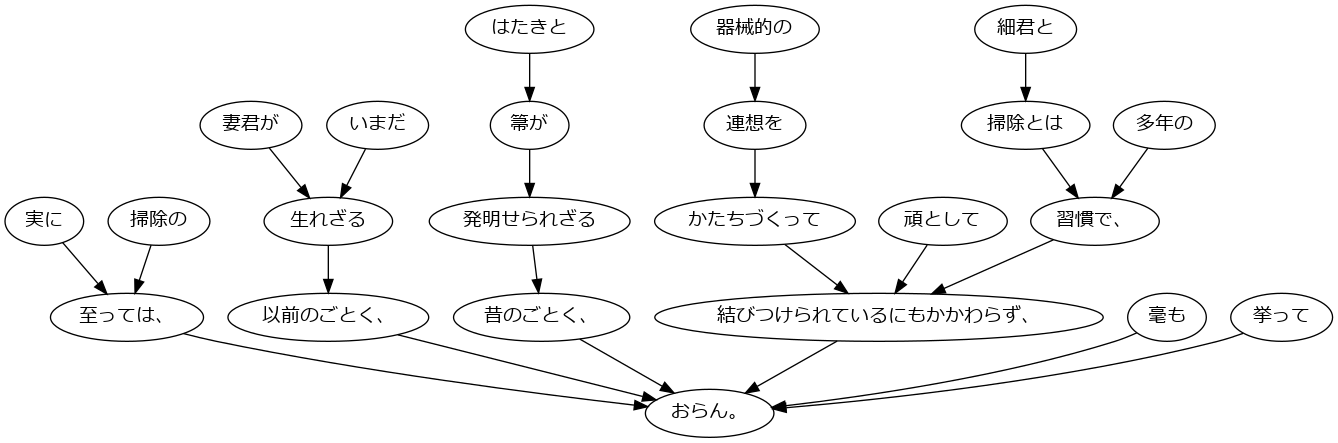 はたきと
器械的の
細君と
妻君が
いまだ
箒が
連想を
掃除とは
多年の
実に
掃除の
生れざる
発明せられざる
かたちづくって
頑として
習慣で、
至っては、
以前のごとく、
昔のごとく、
結びつけられているにもかかわらず、
毫も
挙って
おらん。